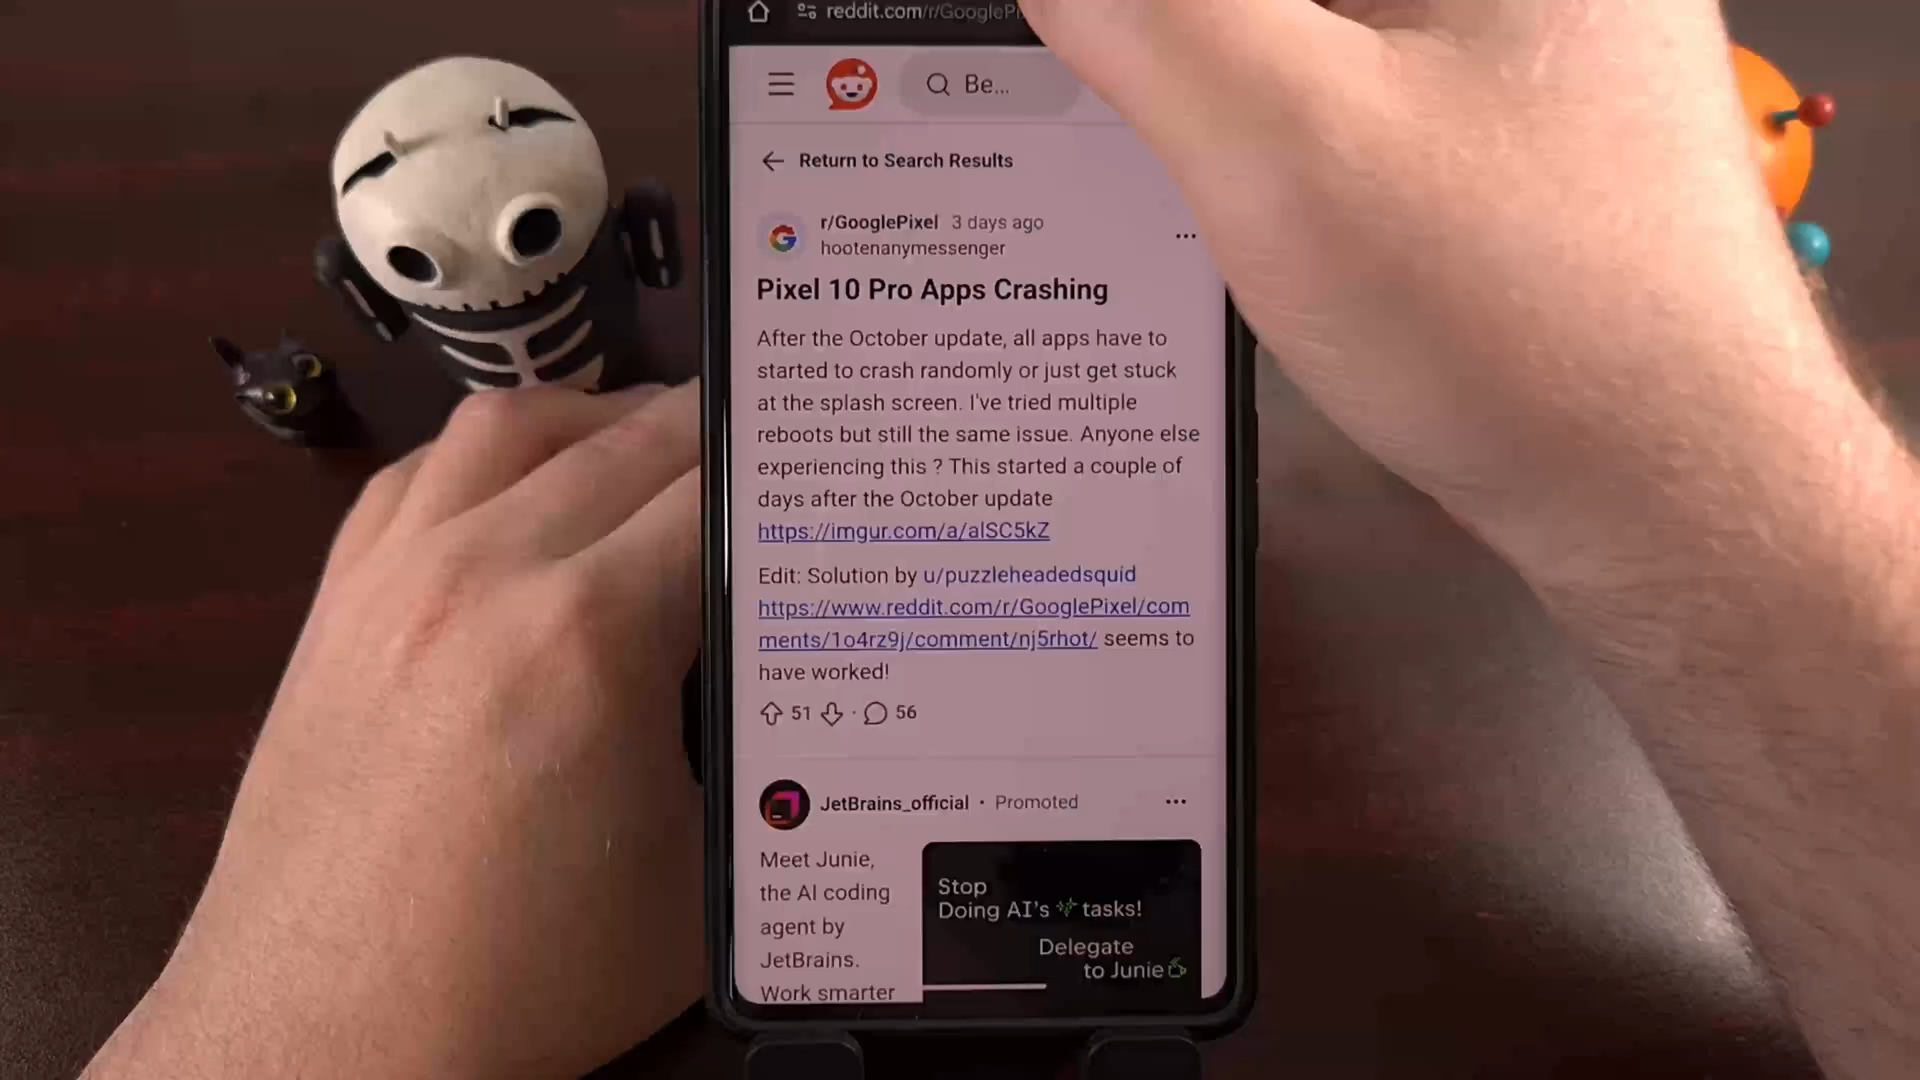 reddit.com/r/GooglePi
Be...
Return to Search Results
r/GooglePixel 3 days ago
hootenanymessenger
Pixel 10 Pro Apps Crashing
After the October update, all apps have to
started to crash randomly or just get stuck
at the splash screen. I've tried multiple
reboots but still the same issue. Anyone else
experiencing this ? This started a couple of
days after the October update
https://imgur.com/a/alSC5kZ
Edit: Solution by u/puzzleheadedsquid
https://www.reddit.com/r/GooglePixel/com
ments/1o4rz9j/comment/nj5rhot/ seems to
have worked!
51 · 56
JetBrains_official • Promoted
Meet Junie,
the AI coding
agent by
JetBrains.
Work smarter
Stop
Doing AI's tasks!
Delegate
to Junie